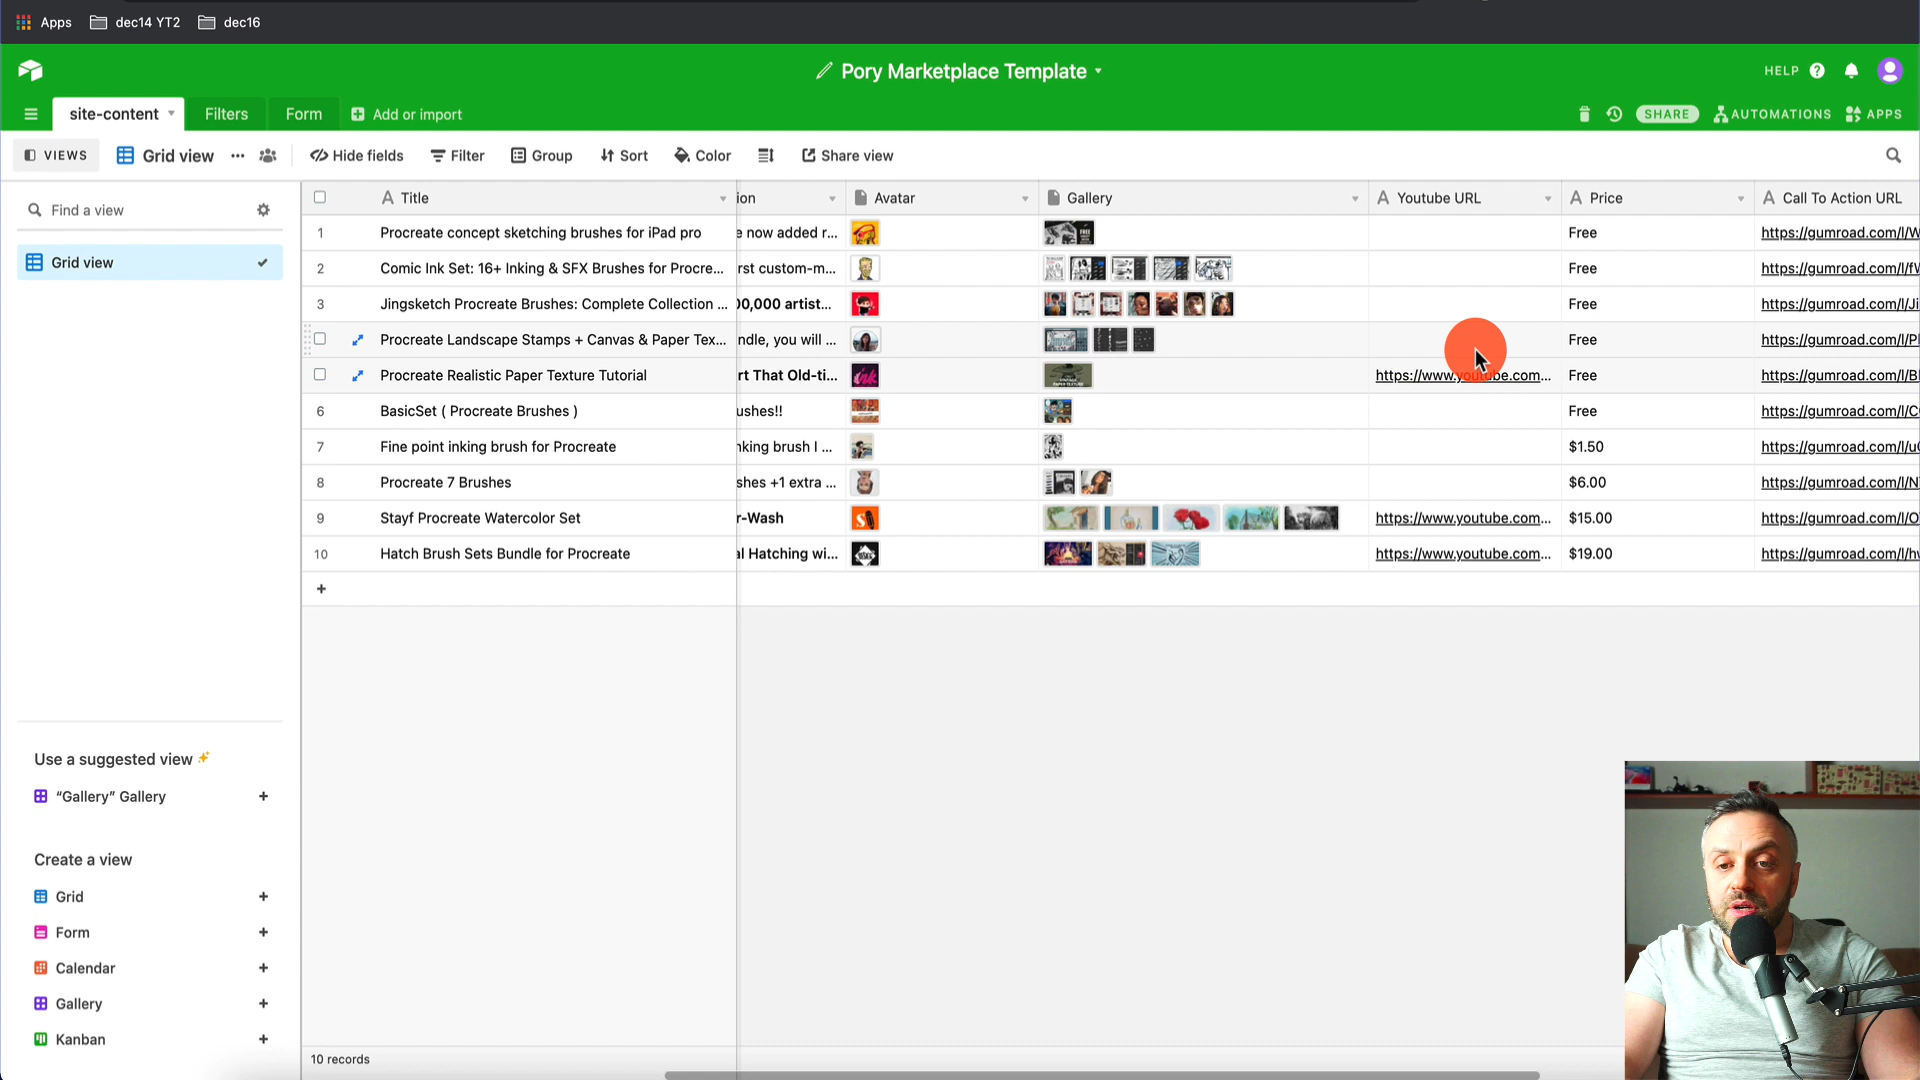 Apps dec14 YT2 dec16
Pory Marketplace Template
HELP
site-content Filters Form Add or import
SHARE AUTOMATIONS APPS
VIEWS Grid view ... Hide fields Filter Group Sort Color Share view
Find a view
Grid view
Title ion Avatar Gallery Youtube URL Price Call To Action URL
1 Procreate concept sketching brushes for iPad pro e now added r... Free https://gumroad.com/l/W
2 Comic Ink Set: 16+ Inking & SFX Brushes for Procre... rst custom-m... Free https://gumroad.com/l/fV
3 Jingsketch Procreate Brushes: Complete Collection ... 00,000 artist... Free https://gumroad.com/l/Ji
Procreate Landscape Stamps + Canvas & Paper Tex... ndle, you will ... Free https://gumroad.com/l/Pl
Procreate Realistic Paper Texture Tutorial rt That Old-ti... https://www.youtube.com... Free https://gumroad.com/l/Bl
6 BasicSet ( Procreate Brushes ) ushes!! Free https://gumroad.com/l/C
7 Fine point inking brush for Procreate nking brush I ... $1.50 https://gumroad.com/l/u
8 Procreate 7 Brushes shes +1 extra ... $6.00 https://gumroad.com/l/N
9 Stayf Procreate Watercolor Set r-Wash https://www.youtube.com... $15.00 https://gumroad.com/l/O
10 Hatch Brush Sets Bundle for Procreate al Hatching wi... https://www.youtube.com... $19.00 https://gumroad.com/l/h
Use a suggested view
“Gallery” Gallery
Create a view
Grid
Form
Calendar
Gallery
Kanban
10 records